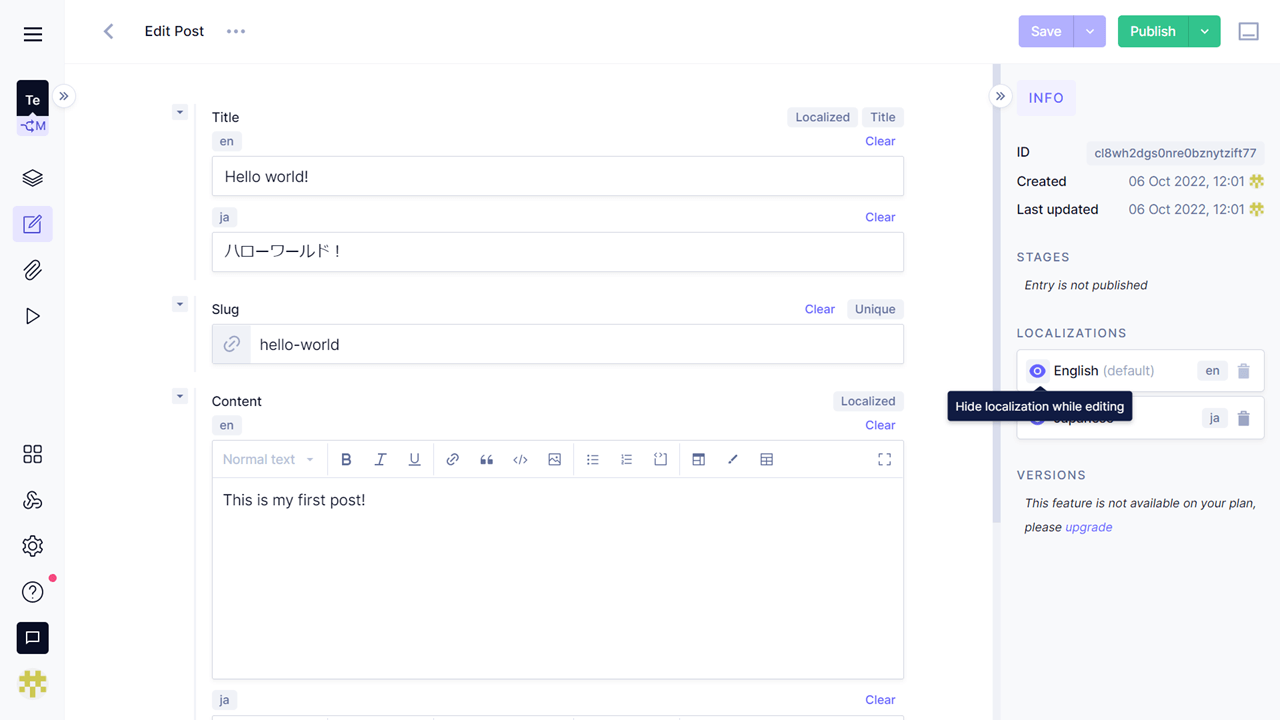 Edit Post
Save
Publish
Te
M
INFO
Title
Localized
Title
en
Clear
Hello world!
ja
Clear
ハローワールド！
Slug
Clear
Unique
hello-world
Content
Localized
en
Clear
Normal text
B I U
This is my first post!
ja
Clear
ID
cl8wh2dgs0nre0bznytzift77
Created
06 Oct 2022, 12:01
Last updated
06 Oct 2022, 12:01
STAGES
Entry is not published
LOCALIZATIONS
English (default)
en
Hide localization while editing
Japanese
ja
VERSIONS
This feature is not available on your plan,
please upgrade